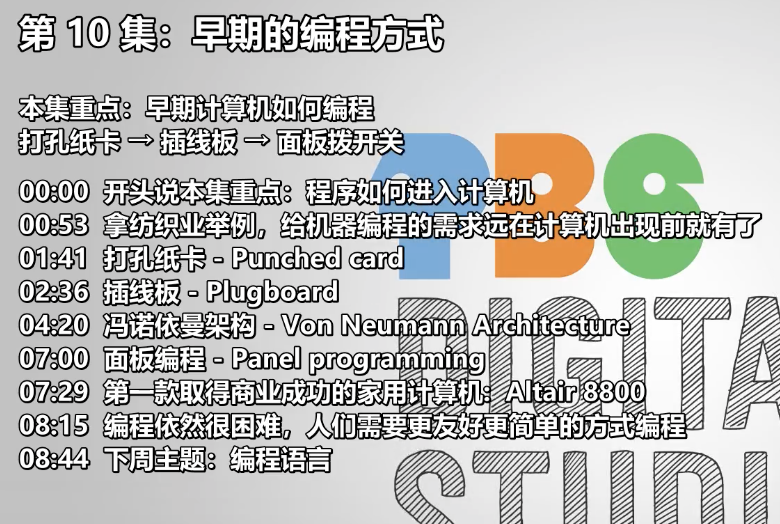 第 10 集：早期的编程方式
本集重点：早期计算机如何编程
打孔纸卡 → 插线板 → 面板拨开关
00:00 开头说本集重点：程序如何进入计算机
00:53 拿纺织业举例，给机器编程的需求远在计算机出现前就有了
01:41 打孔纸卡 - Punched card
02:36 插线板 - Plugboard
04:20 冯诺依曼架构 - Von Neumann Architecture
07:00 面板编程 - Panel programming
07:29 第一款取得商业成功的家用计算机：Altair 8800
08:15 编程依然很困难，人们需要更友好更简单的方式编程
08:44 下周主题：编程语言
PBS
DIGITA
STUDI